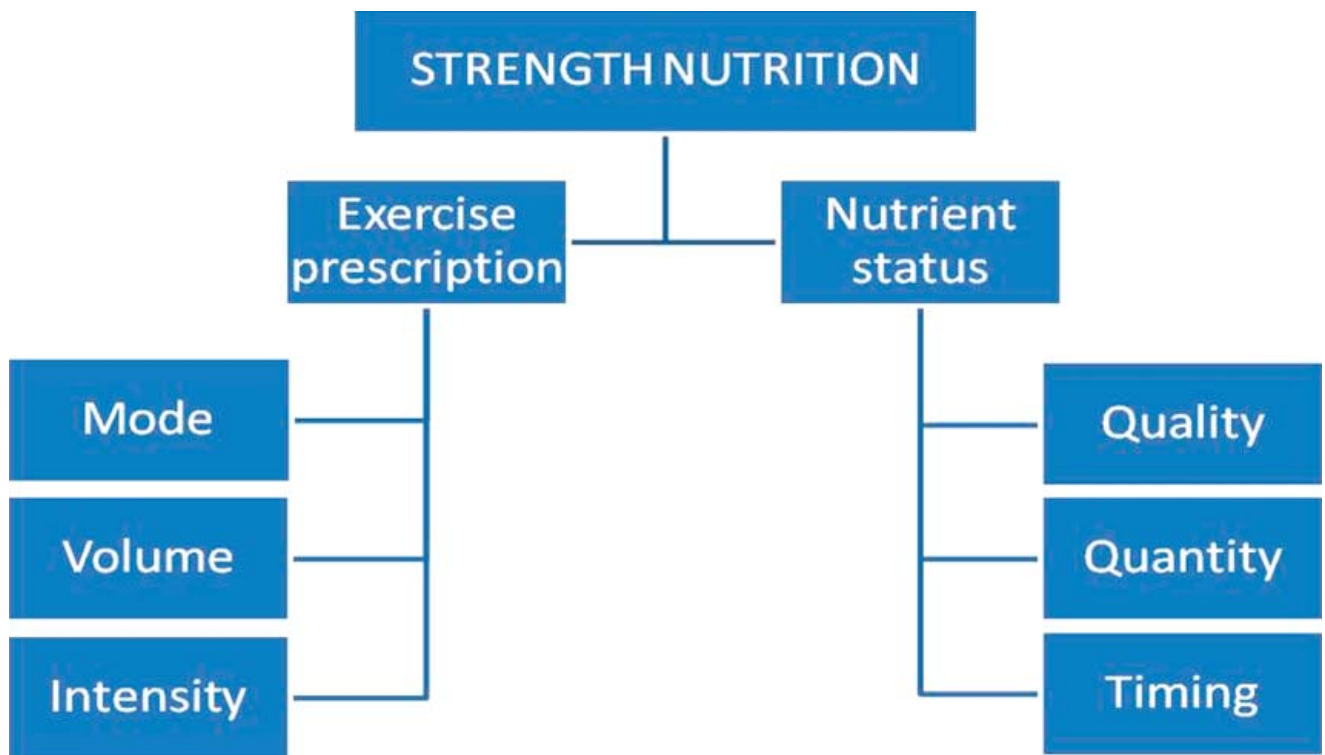 STRENGTH NUTRITION
Exercise
prescription
Nutrient
status
Mode
Volume
Intensity
Quality
Quantity
Timing